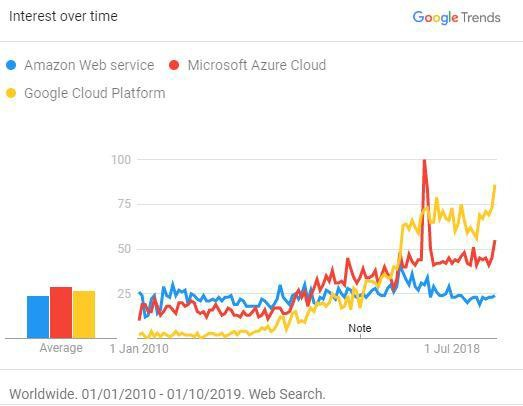 Interest over time Google Trends
Amazon Web service Microsoft Azure Cloud
Google Cloud Platform
100
75
50
25
Note
Average 1 Jan 2010 1 Jul 2018
Worldwide. 01/01/2010 - 01/10/2019. Web Search.